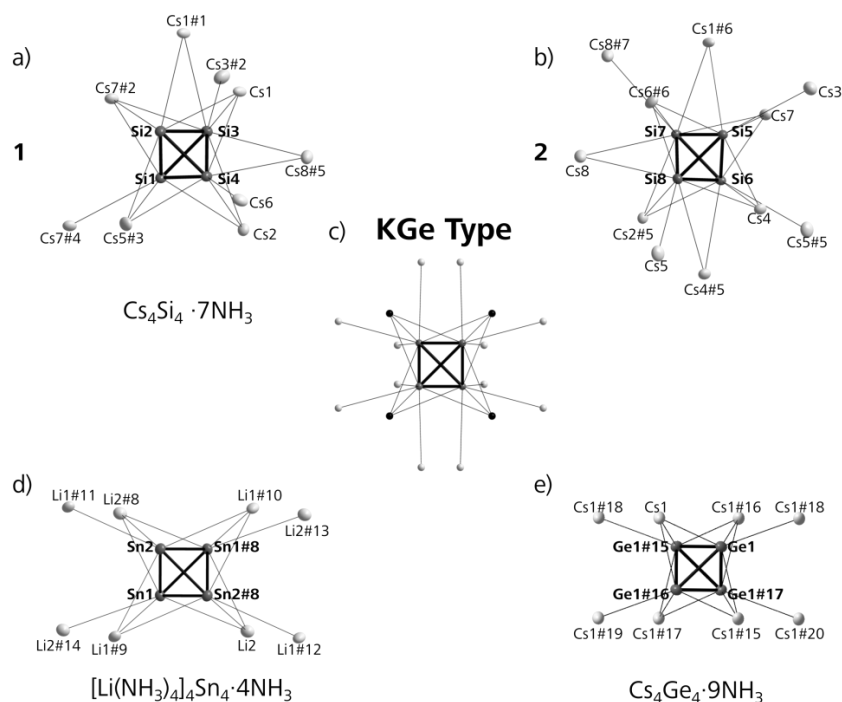 a)
Cs1#1
Cs3#2
Cs7#2
Cs1
Si2
Si3
1
Si1
Si4
Cs8#5
Cs6
Cs7#4
Cs5#3
Cs2
Cs₄Si₄ ·7NH₃
b)
Cs8#7
Cs1#6
Cs6#6
Cs3
Cs7
Si7
Si5
2
Cs8
Si8
Si6
Cs2#5
Cs4
Cs5
Cs5#5
Cs4#5
c) KGe Type
d)
Li1#11
Li2#8
Li1#10
Li2#13
Sn2
Sn1#8
Sn1
Sn2#8
Li2#14
Li1#9
Li2
Li1#12
[Li(NH₃)₄]₄Sn₄·4NH₃
e)
Cs1#18
Cs1
Cs1#16
Cs1#18
Ge1#15
Ge1
Ge1#16
Ge1#17
Cs1#19
Cs1#17
Cs1#15
Cs1#20
Cs₄Ge₄·9NH₃